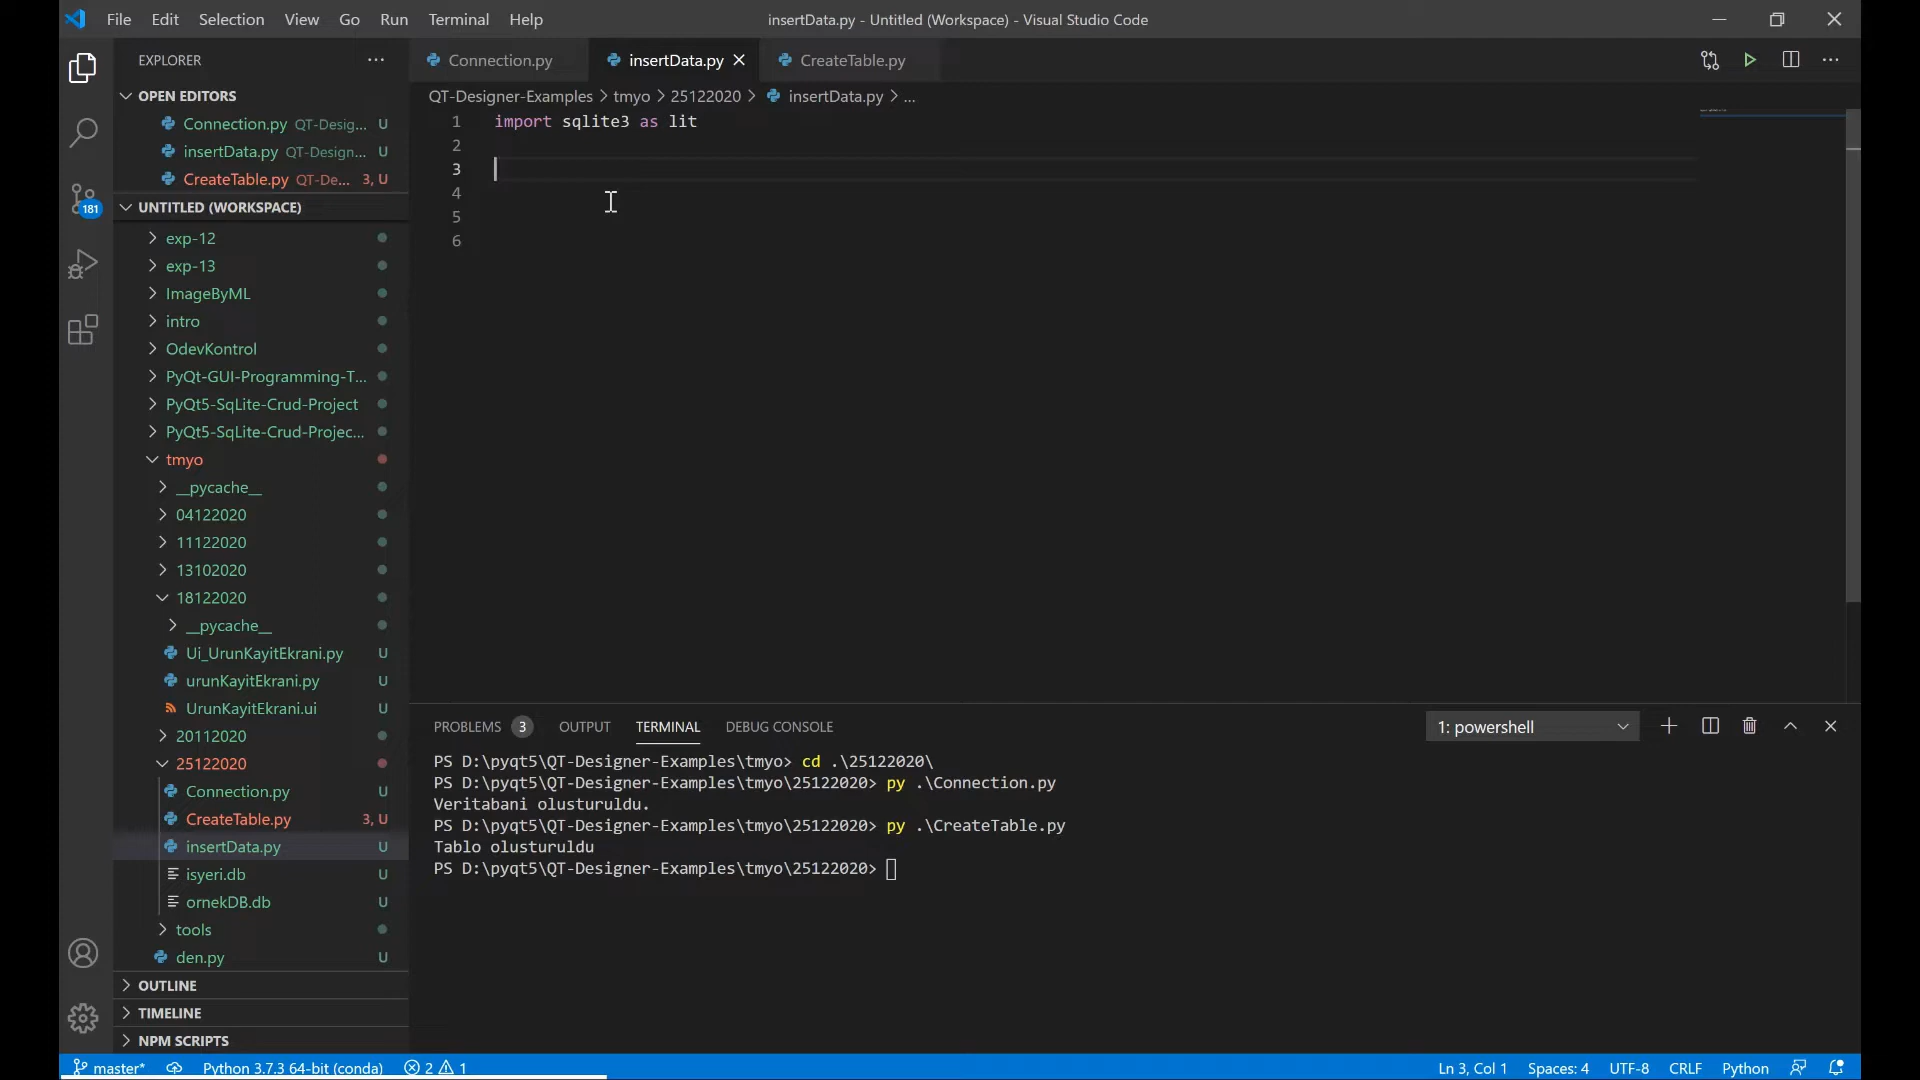 File Edit Selection View Go Run Terminal Help
insertData.py - Untitled (Workspace) - Visual Studio Code
EXPLORER
OPEN EDITORS
Connection.py QT-Desig... U
insertData.py QT-Design... U
CreateTable.py QT-De... 3, U
UNTITLED (WORKSPACE)
exp-12
exp-13
ImageByML
intro
OdevKontrol
PyQt-GUI-Programming-T...
PyQt5-SqLite-Crud-Project
PyQt5-SqLite-Crud-Projec...
tmyo
__pycache__
04122020
11122020
13102020
18122020
__pycache__
Ui_UrunKayitEkrani.py U
urunKayitEkrani.py U
UrunKayitEkrani.ui U
20112020
25122020
Connection.py U
CreateTable.py 3, U
insertData.py U
isyeri.db U
ornekDB.db U
tools
den.py U
OUTLINE
TIMELINE
NPM SCRIPTS
181
Connection.py insertData.py CreateTable.py
QT-Designer-Examples > tmyo > 25122020 > insertData.py > ...
1 import sqlite3 as lit
2
3
4
5
6
PROBLEMS 3 OUTPUT TERMINAL DEBUG CONSOLE 1: powershell
PS D:\pyqt5\QT-Designer-Examples\tmyo> cd .\25122020\
PS D:\pyqt5\QT-Designer-Examples\tmyo\25122020> py .\Connection.py
Veritabani olusturuldu.
PS D:\pyqt5\QT-Designer-Examples\tmyo\25122020> py .\CreateTable.py
Tablo olusturuldu
PS D:\pyqt5\QT-Designer-Examples\tmyo\25122020>
master* Python 3.7.3 64-bit (conda) 2 1 Ln 3, Col 1 Spaces: 4 UTF-8 CRLF Python